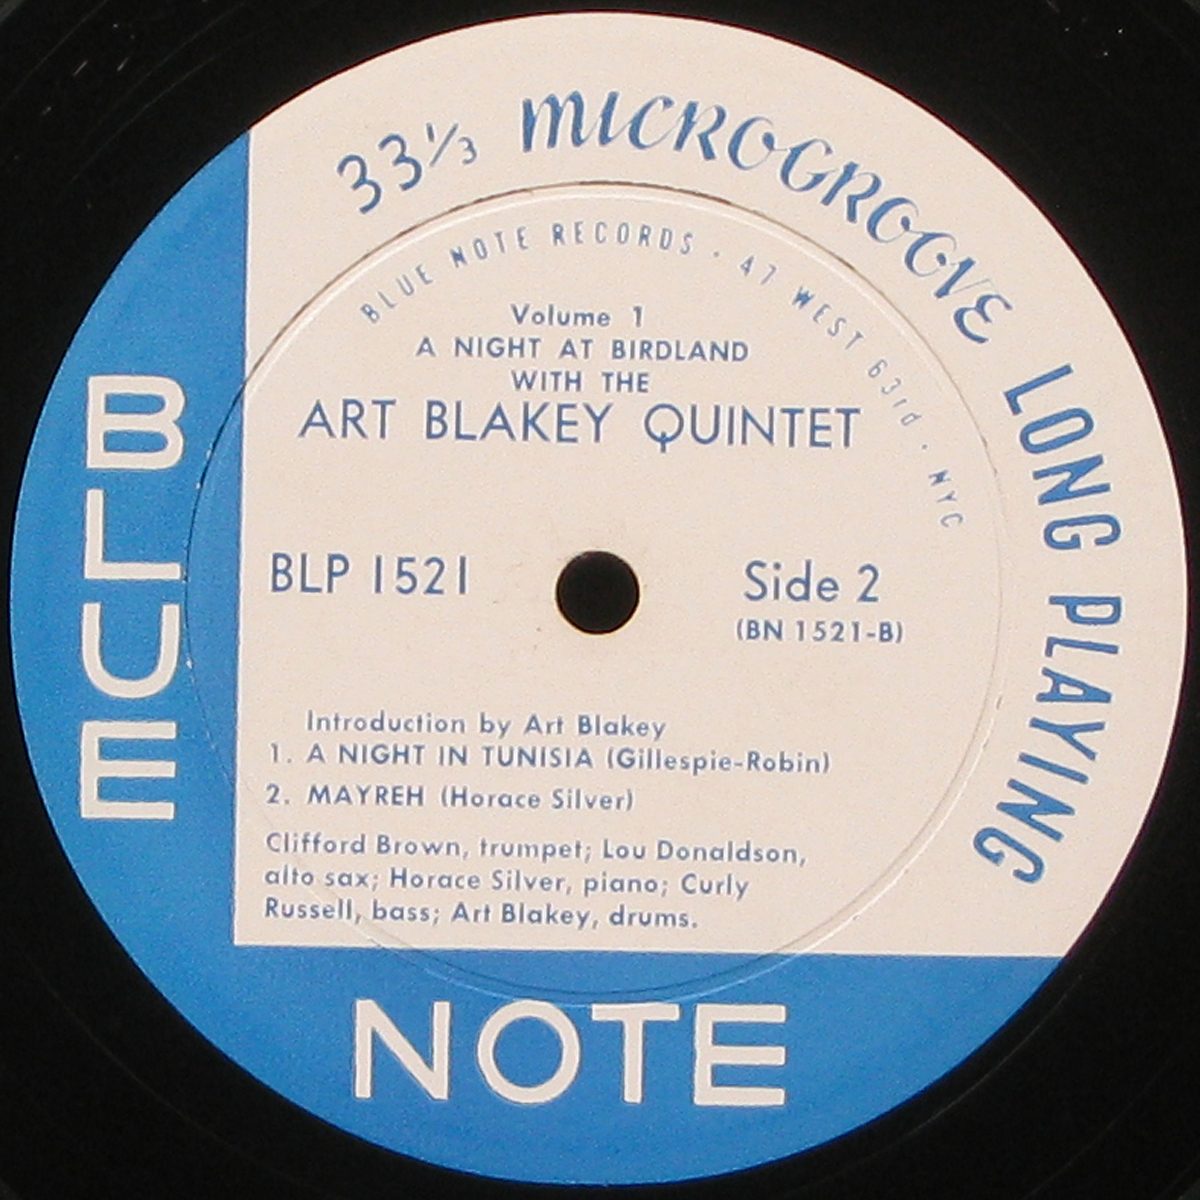 33⅓ MICROGROOVE LONG PLAYING
BLUE NOTE RECORDS · 47 WEST 63rd · NYC
Volume 1
A NIGHT AT BIRDLAND
WITH THE
ART BLAKEY QUINTET
BLP 1521
Side 2
(BN 1521-B)
Introduction by Art Blakey
1. A NIGHT IN TUNISIA (Gillespie-Robin)
2. MAYREH (Horace Silver)
Clifford Brown, trumpet; Lou Donaldson,
alto sax; Horace Silver, piano; Curly
Russell, bass; Art Blakey, drums.
BLUE
NOTE